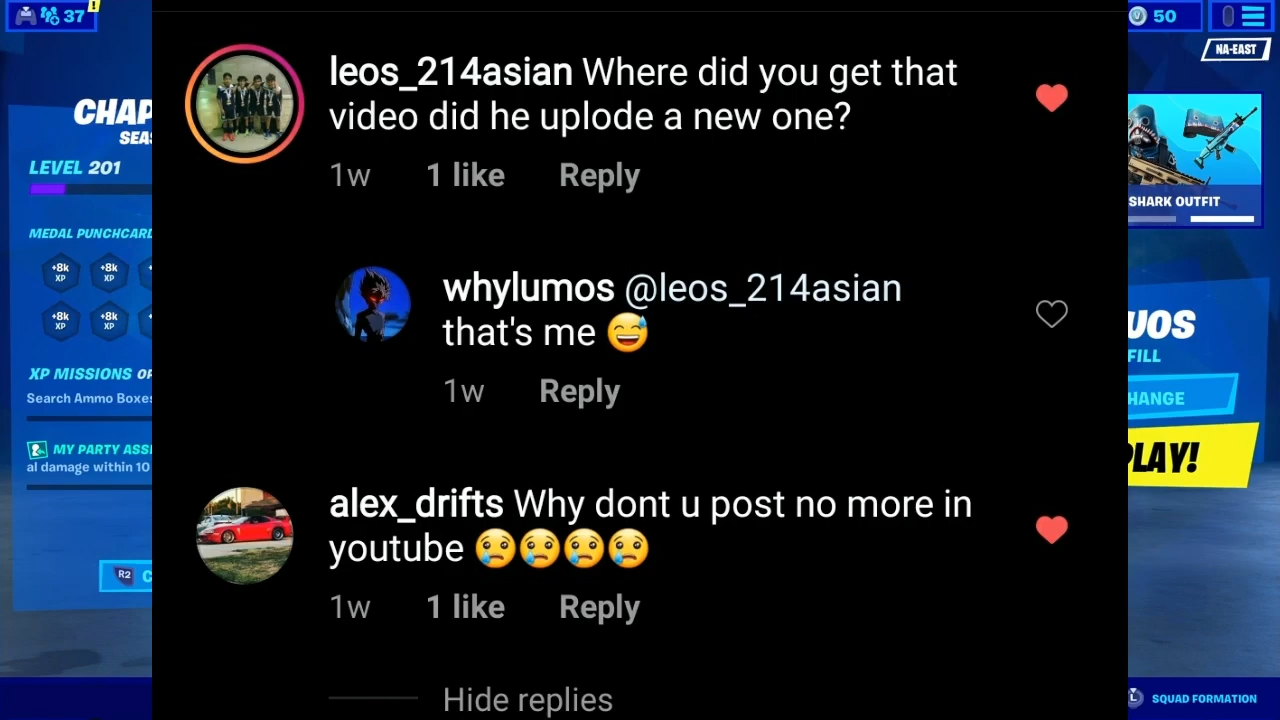 37
!
CHAP
SEAS
LEVEL 201
MEDAL PUNCHCARD
+8k XP
+8k XP
+
+8k XP
+8k XP
+
XP MISSIONS
Search Ammo Boxes
MY PARTY ASSI
al damage within 10
R2 C
leos_214asian Where did you get that
video did he uplode a new one?
1w 1 like Reply
whylumos @leos_214asian
that's me 😅
1w Reply
alex_drifts Why dont u post no more in
youtube 😢😢😢😢
1w 1 like Reply
Hide replies
V 50
NA-EAST
SHARK OUTFIT
UOS
FILL
HANGE
PLAY!
L SQUAD FORMATION